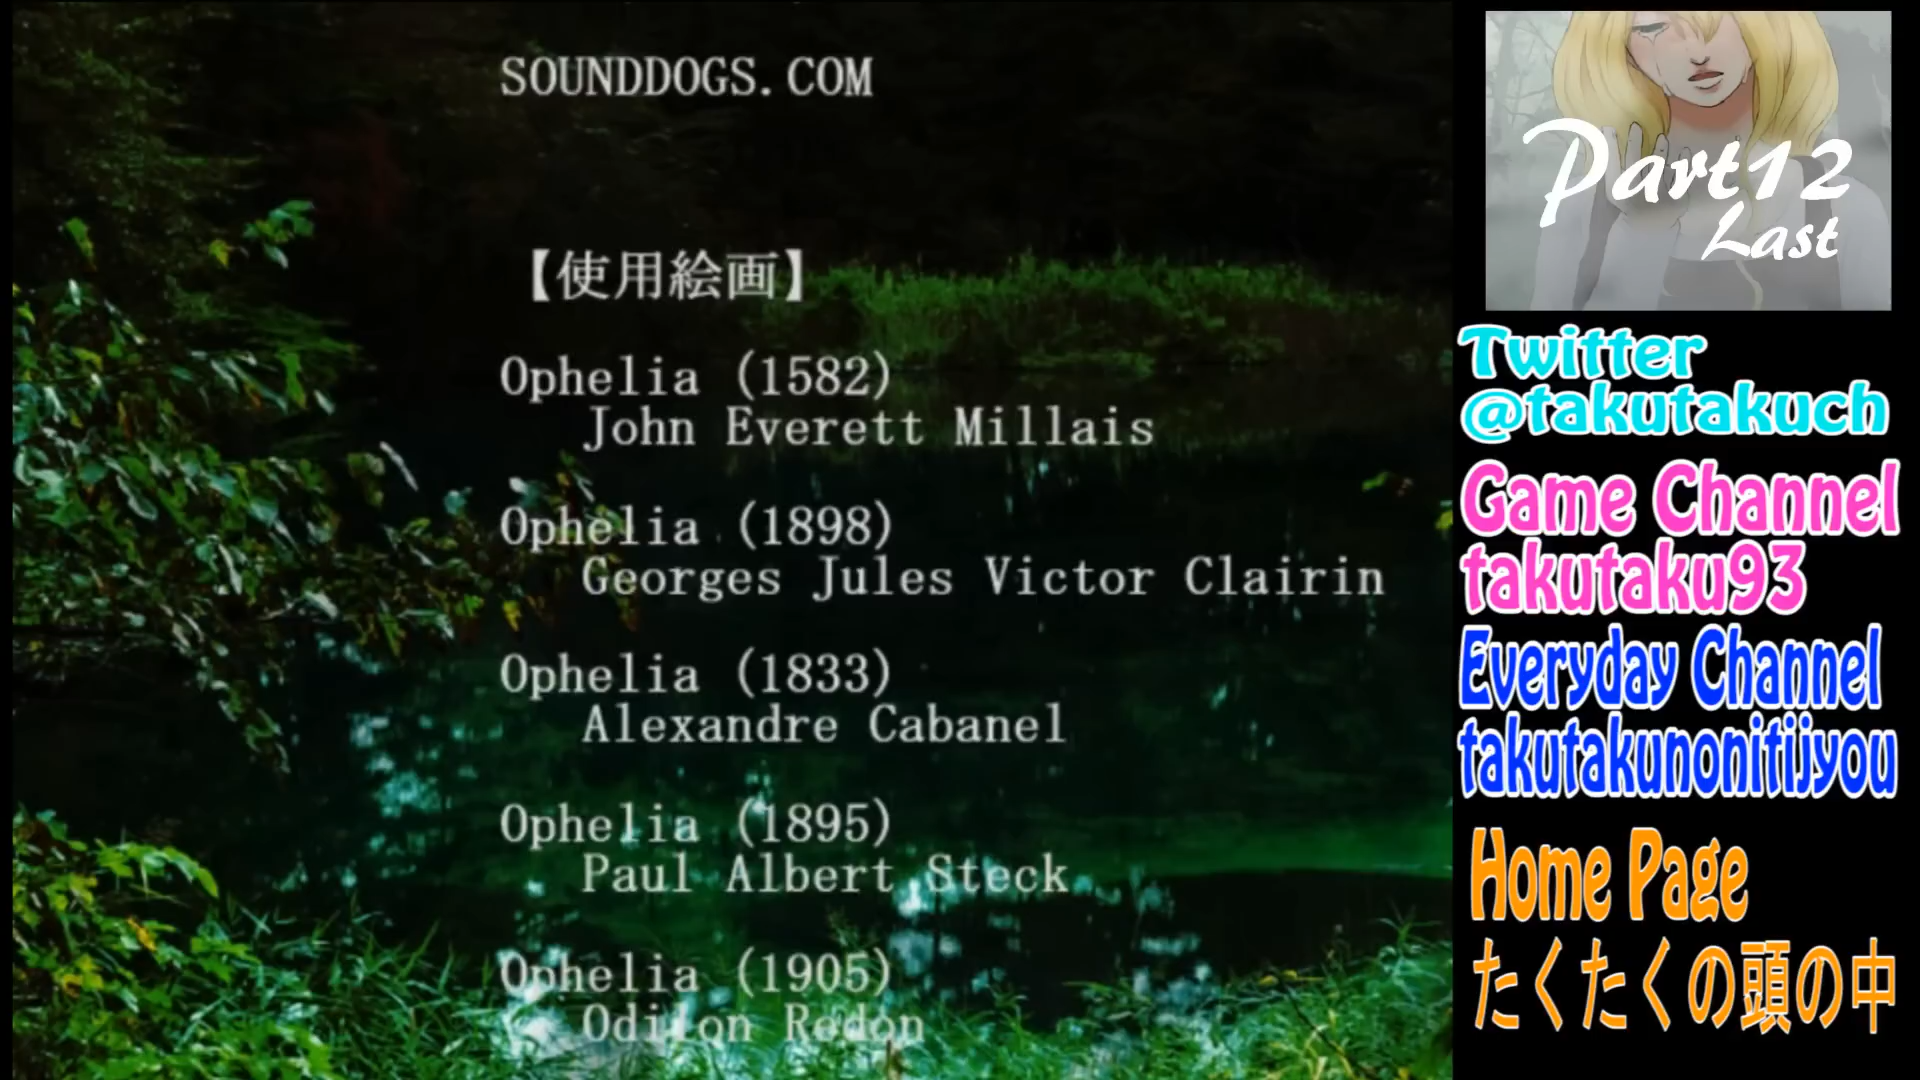 SOUNDDOGS.COM
【使用絵画】
Ophelia (1582)
John Everett Millais
Ophelia (1898)
Georges Jules Victor Clairin
Ophelia (1833)
Alexandre Cabanel
Ophelia (1895)
Paul Albert Steck
Ophelia (1905)
Odilon Redon
Part12
Last
Twitter
@takutakuch
Game Channel
takutaku93
Everyday Channel
takutakunonitijyou
Home Page
たくたくの頭の中